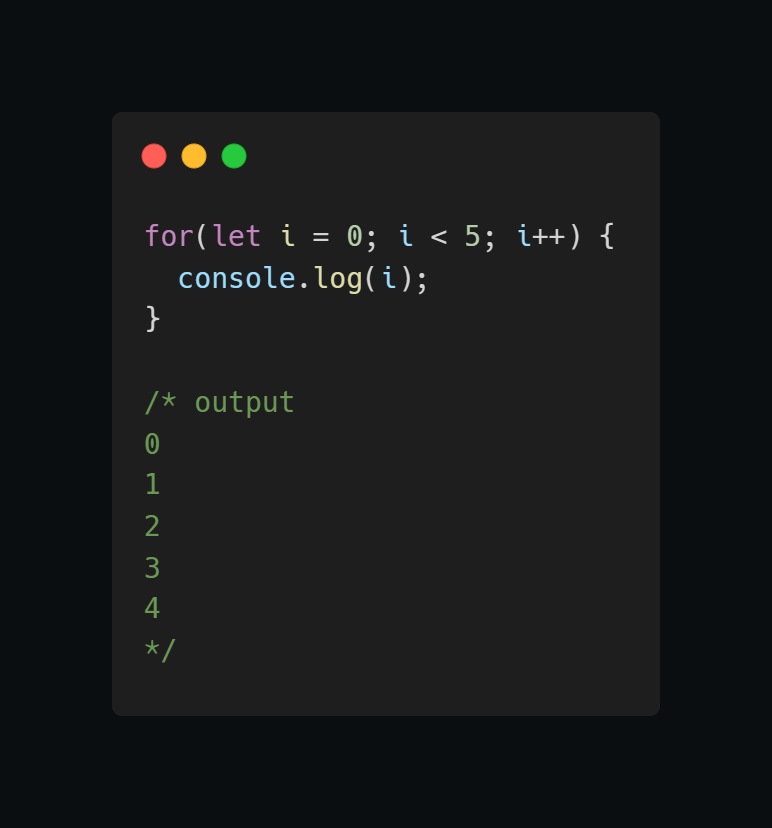 for(let i = 0; i < 5; i++) {
  console.log(i);
}
/* output
0
1
2
3
4
*/